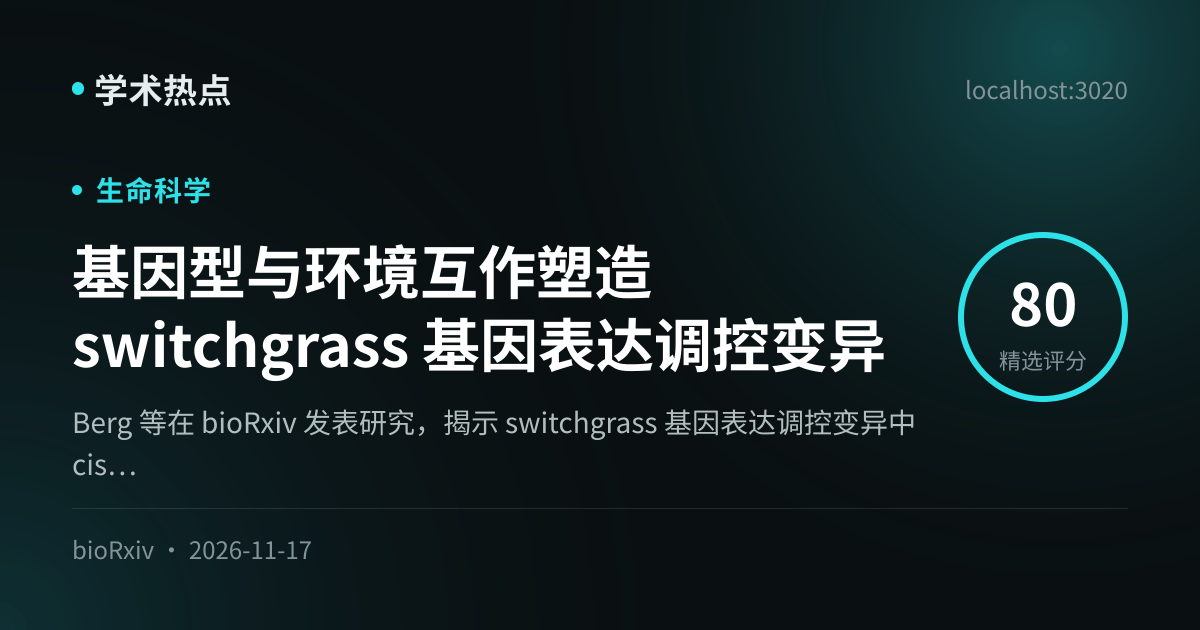 学术热点
localhost:3020
生命科学
基因型与环境互作塑造
switchgrass 基因表达调控变异
80
精选评分
Berg 等在 bioRxiv 发表研究，揭示 switchgrass 基因表达调控变异中
cis…
bioRxiv · 2026-11-17